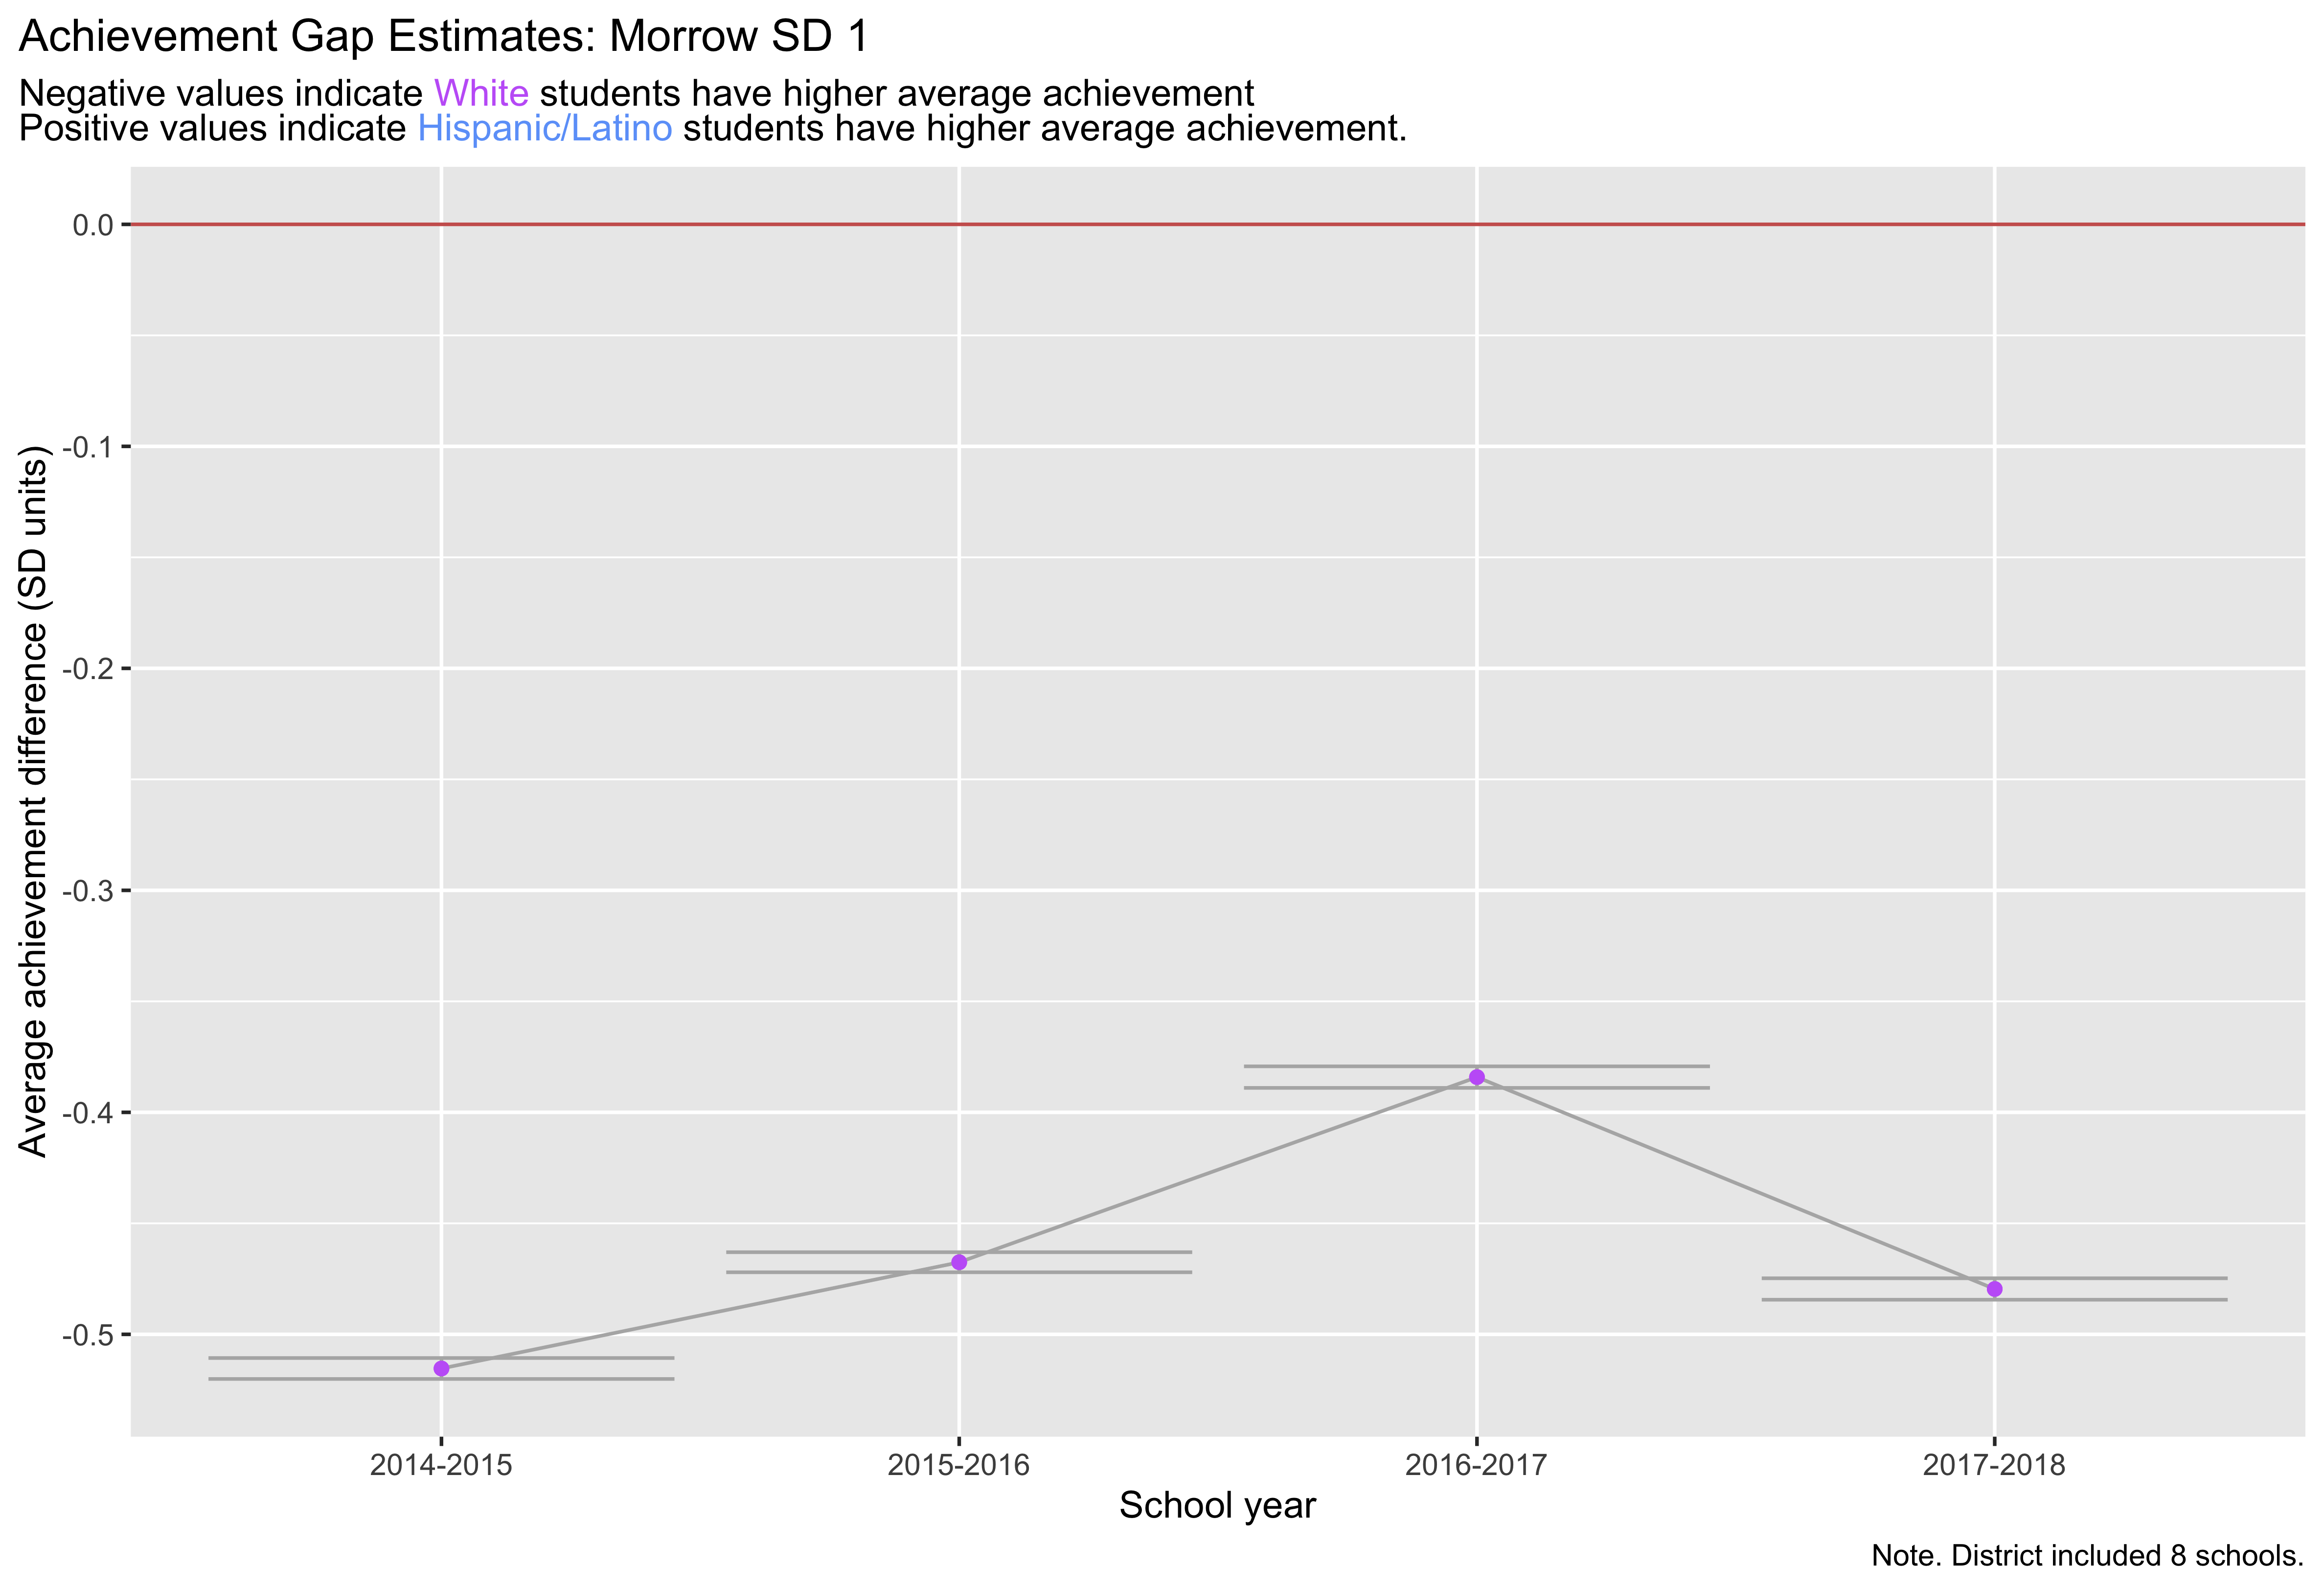 Achievement Gap Estimates: Morrow SD 1
Negative values indicate White students have higher average achievement
Positive values indicate Hispanic/Latino students have higher average achievement.
Average achievement difference (SD units)
0.0
-0.1
-0.2
-0.3
-0.4
-0.5
2014-2015
2015-2016
2016-2017
2017-2018
School year
Note. District included 8 schools.